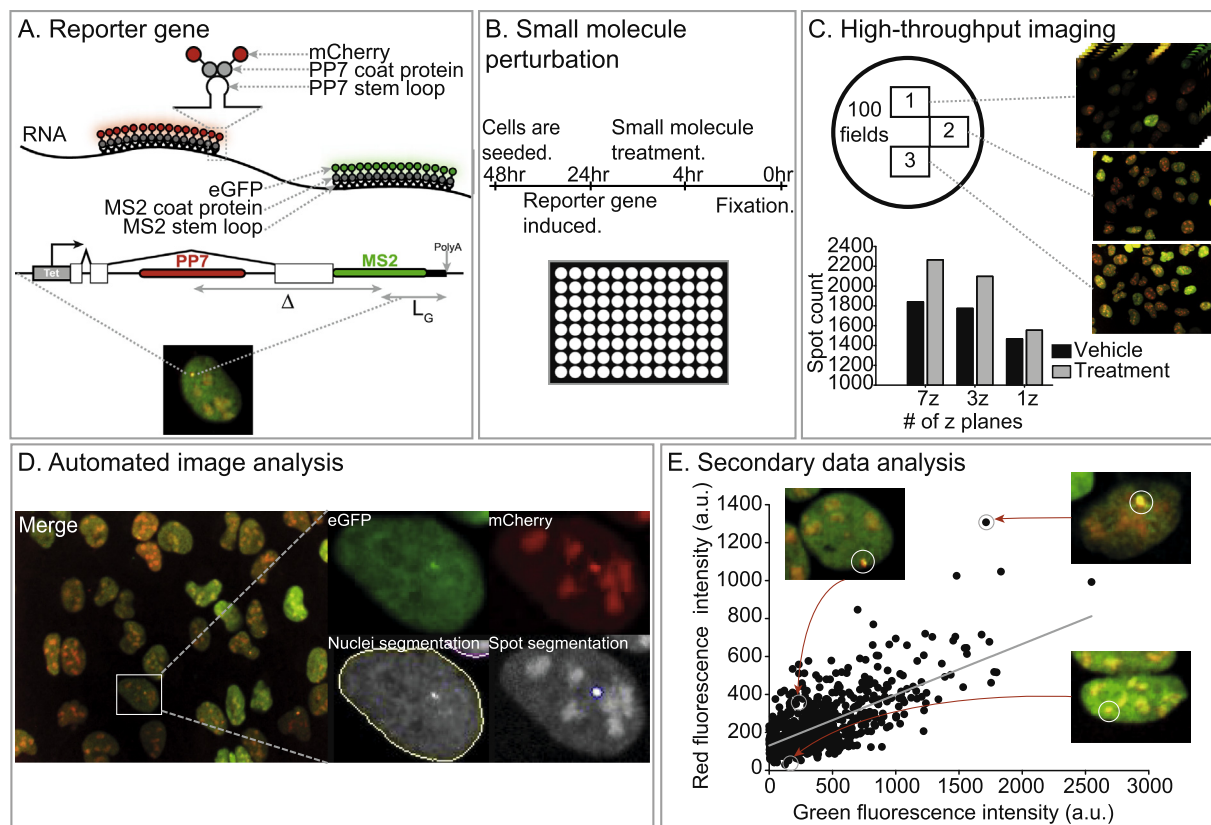 A. Reporter gene
mCherry
PP7 coat protein
PP7 stem loop
RNA
eGFP
MS2 coat protein
MS2 stem loop
PolyA
Tet
PP7
MS2
Δ
LG
B. Small molecule
perturbation
Cells are
seeded.
Small molecule
treatment.
48hr
24hr
4hr
0hr
Reporter gene
induced.
Fixation.
C. High-throughput imaging
100
fields
1
2
3
Spot count
2400
2200
2000
1800
1600
1400
1200
1000
7z
3z
1z
# of z planes
Vehicle
Treatment
D. Automated image analysis
Merge
eGFP
mCherry
Nuclei segmentation
Spot segmentation
E. Secondary data analysis
Red fluorescence intensity (a.u.)
1400
1200
1000
800
600
400
200
0
0
500
1000
1500
2000
2500
3000
Green fluorescence intensity (a.u.)